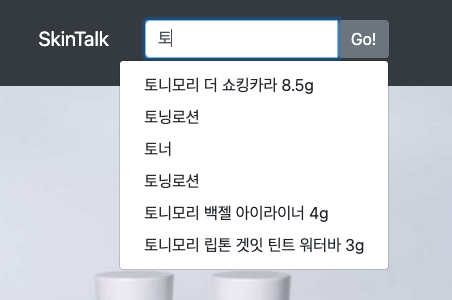 SkinTalk
토
Go!
토니모리 더 쇼킹카라 8.5g
토닝로션
토너
토닝로션
토니모리 백젤 아이라이너 4g
토니모리 립톤 겟잇 틴트 워터바 3g